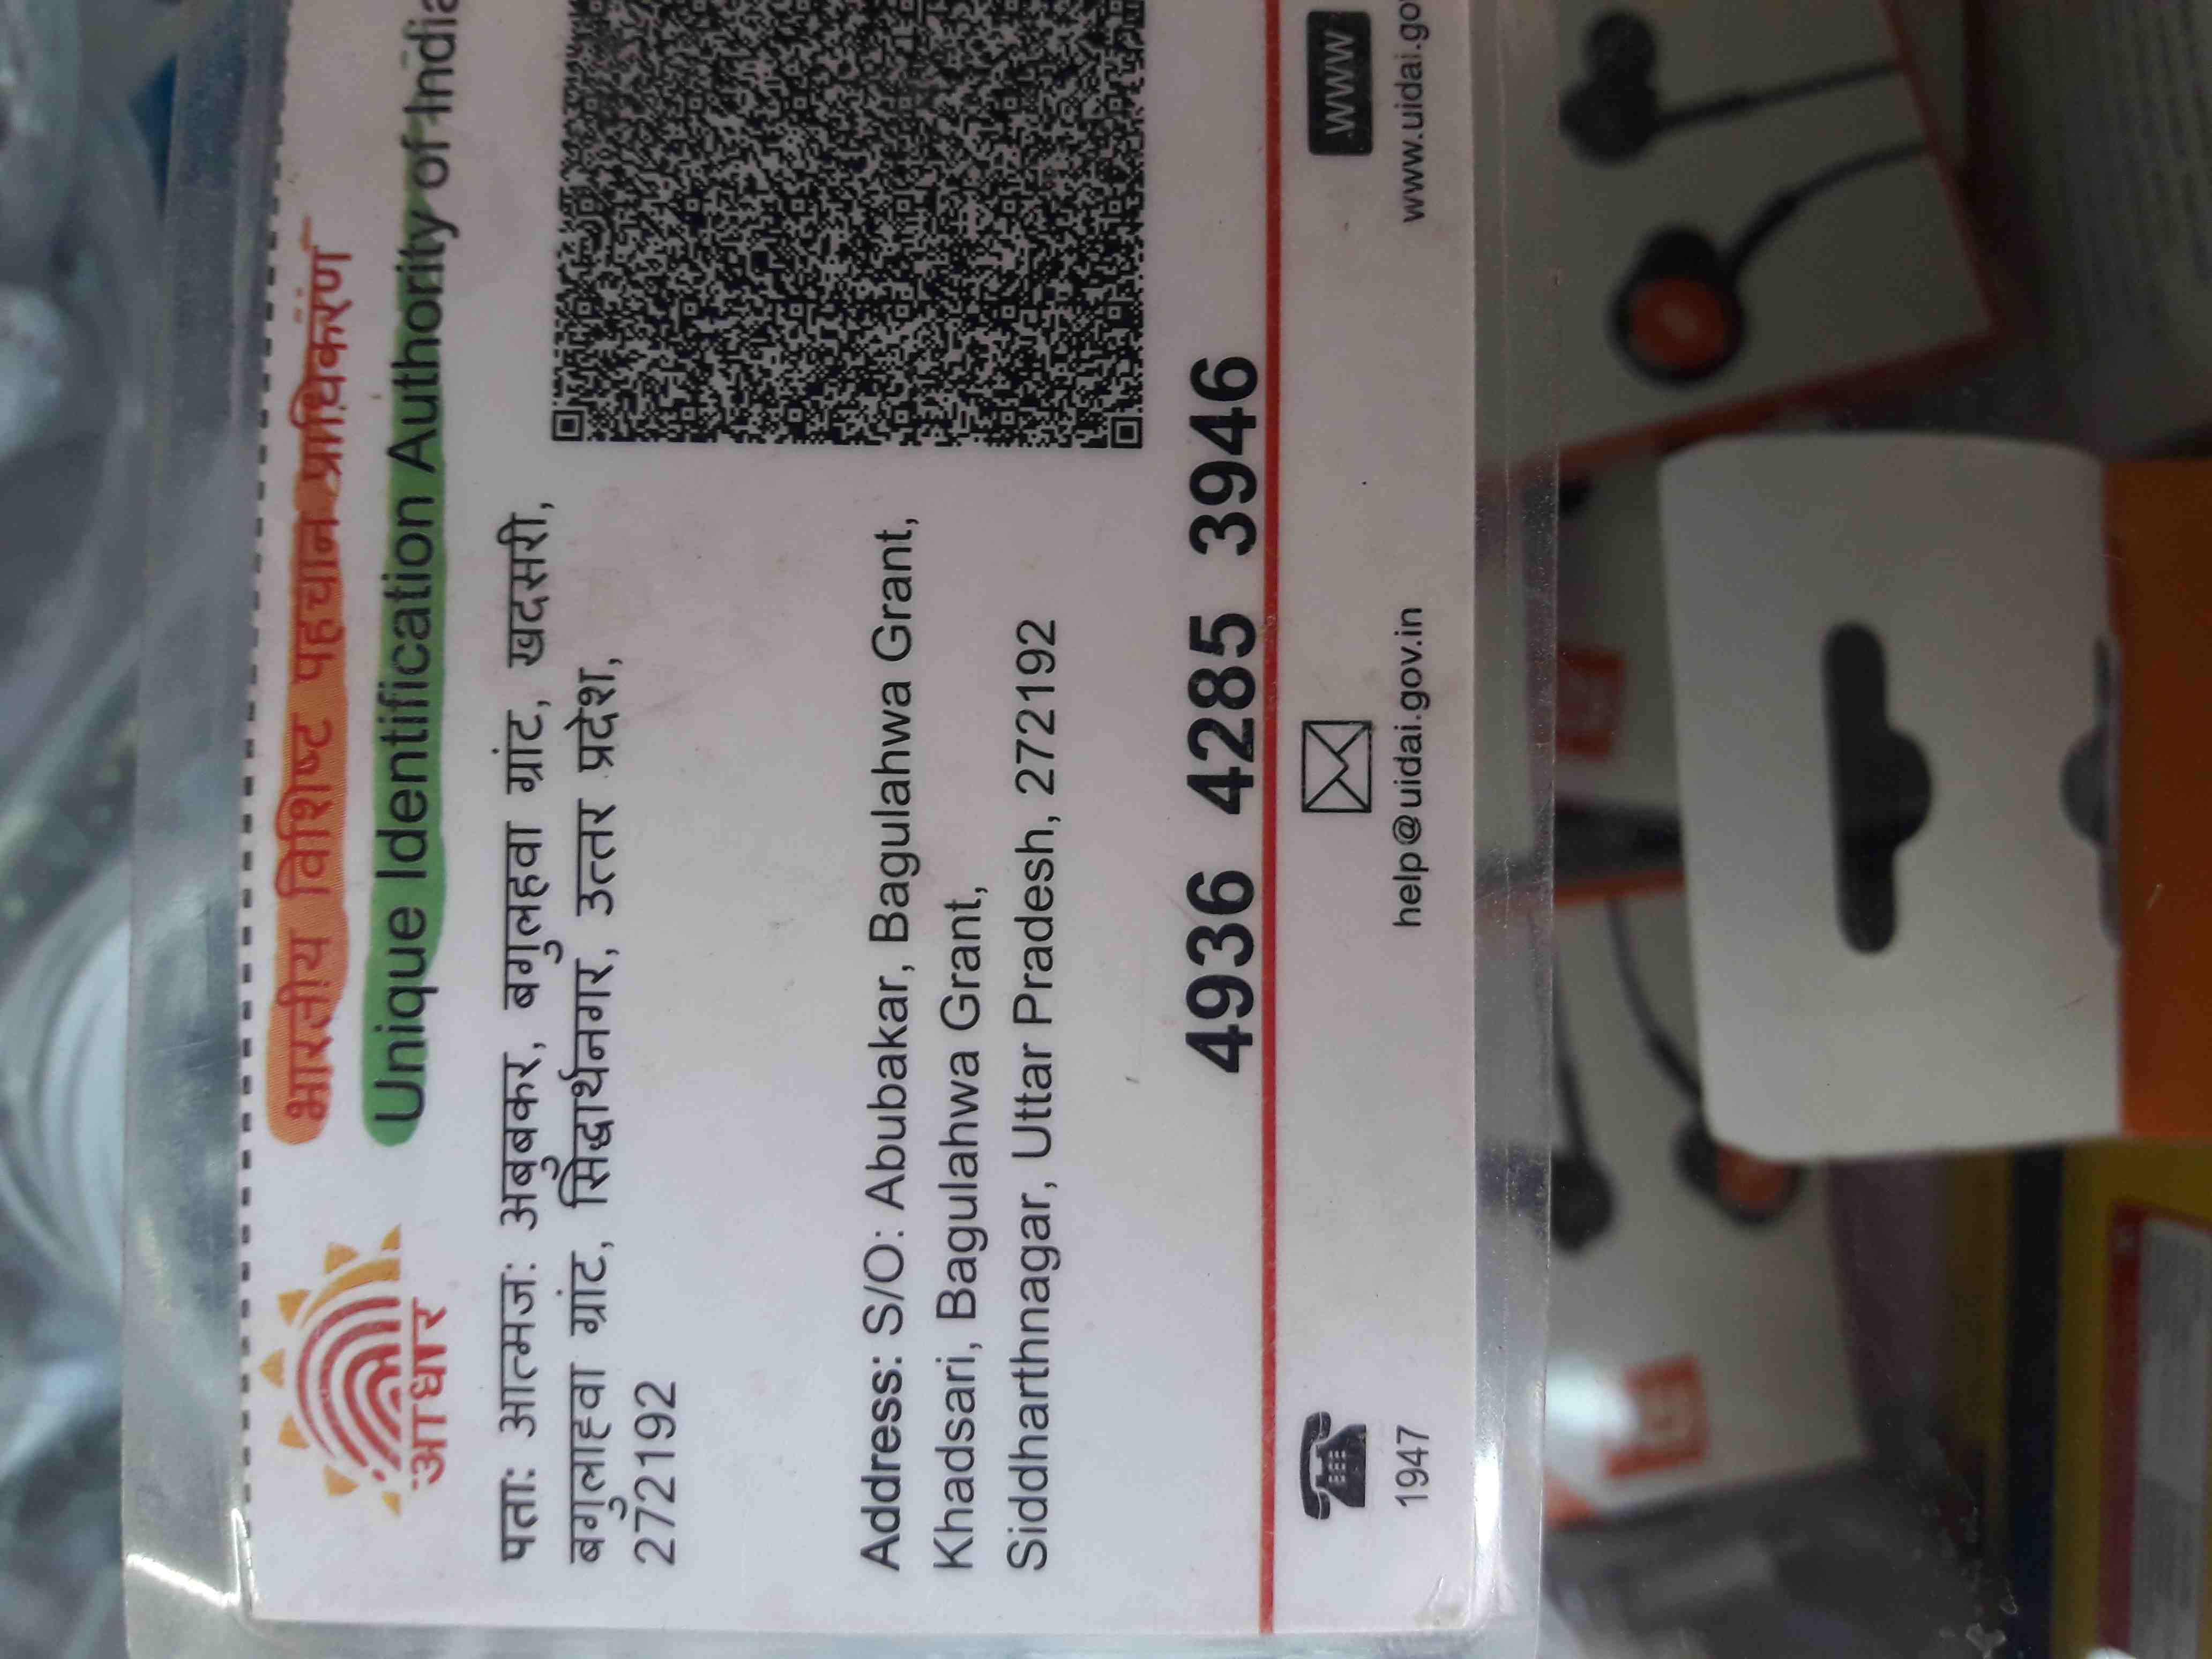 भारतीय विशिष्ट पहचान प्राधिकरण
Unique Identification Authority of India
आधार
पताः आत्मजः अबुबकर, बगुलहवा ग्रांट, खदसरी,
बगुलाहवा ग्रांट, सिद्धार्थनगर, उत्तर प्रदेश,
272192
Address: S/O: Abubakar, Bagulahwa Grant,
Khadsari, Bagulahwa Grant,
Siddharthnagar, Uttar Pradesh, 272192
4936 4285 3946
WWW
1947
help@uidai.gov.in
www.uidai.go